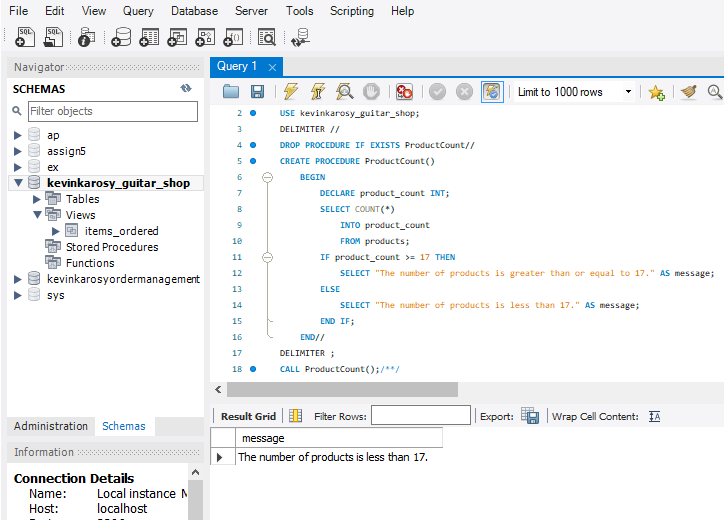 File Edit View Query Database Server Tools Scripting Help
Navigator
SCHEMAS
Filter objects
ap
assign5
ex
kevinkarosy_guitar_shop
Tables
Views
items_ordered
Stored Procedures
Functions
kevinkarosyordermanagement
sys
Administration Schemas
Information
Connection Details
Name: Local instance M
Host: localhost
Query 1
Limit to 1000 rows
2 USE kevinkarosy_guitar_shop;
3 DELIMITER //
4 DROP PROCEDURE IF EXISTS ProductCount//
5 CREATE PROCEDURE ProductCount()
6 BEGIN
7 DECLARE product_count INT;
8 SELECT COUNT(*)
9 INTO product_count
10 FROM products;
11 IF product_count >= 17 THEN
12 SELECT "The number of products is greater than or equal to 17." AS message;
13 ELSE
14 SELECT "The number of products is less than 17." AS message;
15 END IF;
16 END//
17 DELIMITER ;
18 CALL ProductCount();/**/
Result Grid Filter Rows: Export: Wrap Cell Content:
message
The number of products is less than 17.